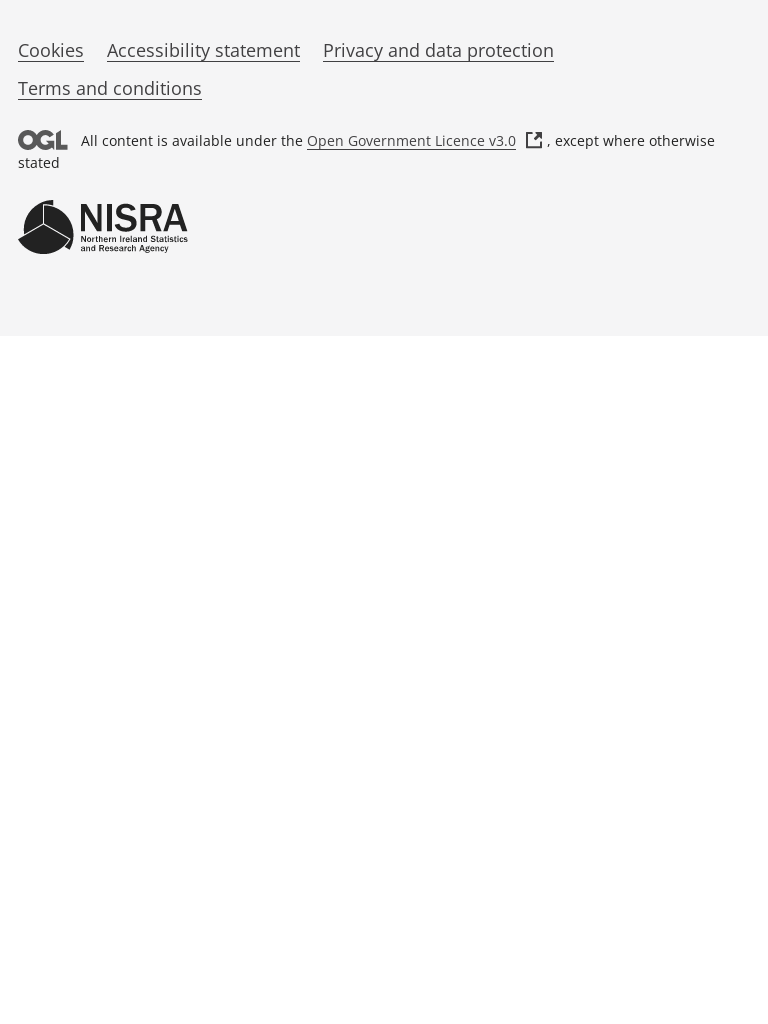 Cookies Accessibility statement Privacy and data protection
Terms and conditions
OGL All content is available under the Open Government Licence v3.0 , except where otherwise
stated
NISRA
Northern Ireland Statistics
and Research Agency